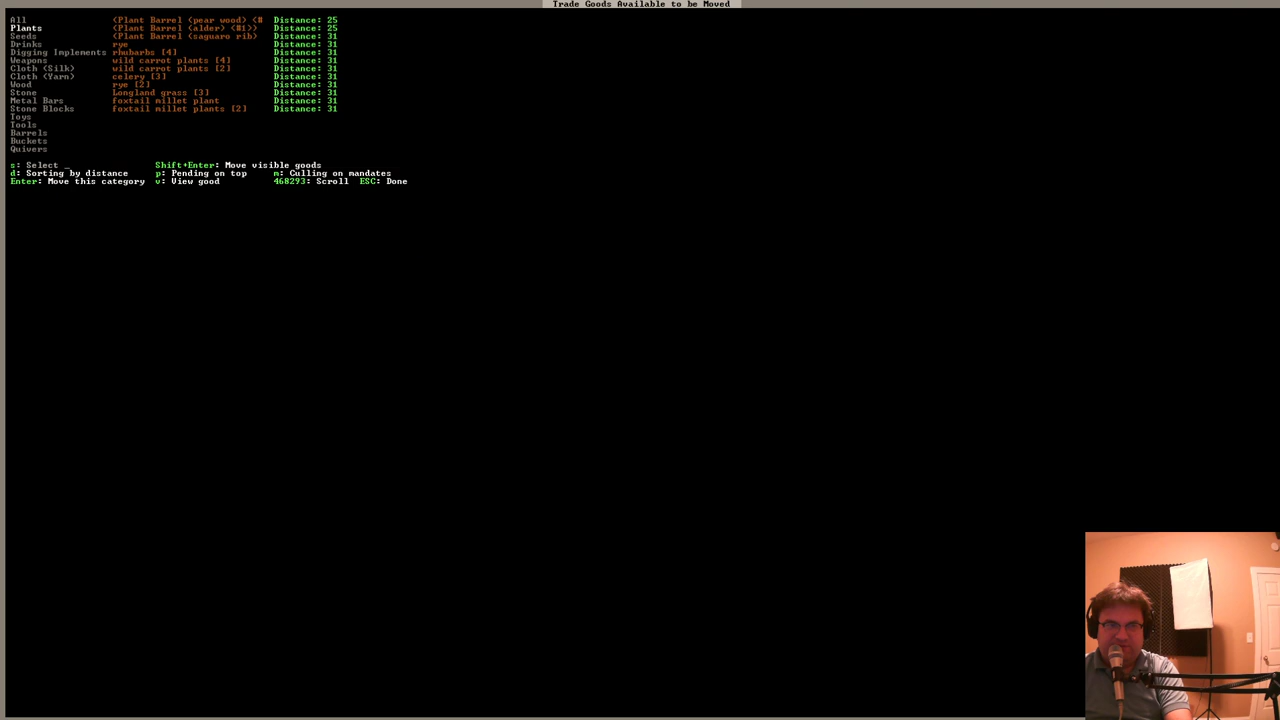 Trade Goods Available to be Moved
All (Plant Barrel (pear wood) (# Distance: 25
Plants (Plant Barrel (alder) (#1)) Distance: 25
Seeds (Plant Barrel (saguaro rib) Distance: 31
Drinks rye Distance: 31
Digging Implements rhubarbs [4] Distance: 31
Weapons wild carrot plants [4] Distance: 31
Cloth (Silk) wild carrot plants [2] Distance: 31
Cloth (Yarn) celery [3] Distance: 31
Wood rye [2] Distance: 31
Stone Longland grass [3] Distance: 31
Metal Bars foxtail millet plant Distance: 31
Stone Blocks foxtail millet plants [2] Distance: 31
Toys
Tools
Barrels
Buckets
Quivers
s: Select _ Shift+Enter: Move visible goods
d: Sorting by distance p: Pending on top m: Culling on mandates
Enter: Move this category v: View good 468293: Scroll ESC: Done